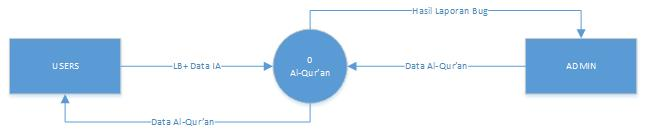 Hasil Laporan Bug
USERS
LB+ Data IA
0
Al-Qur'an
Data Al-Qur'an
ADMIN
Data Al-Qur'an